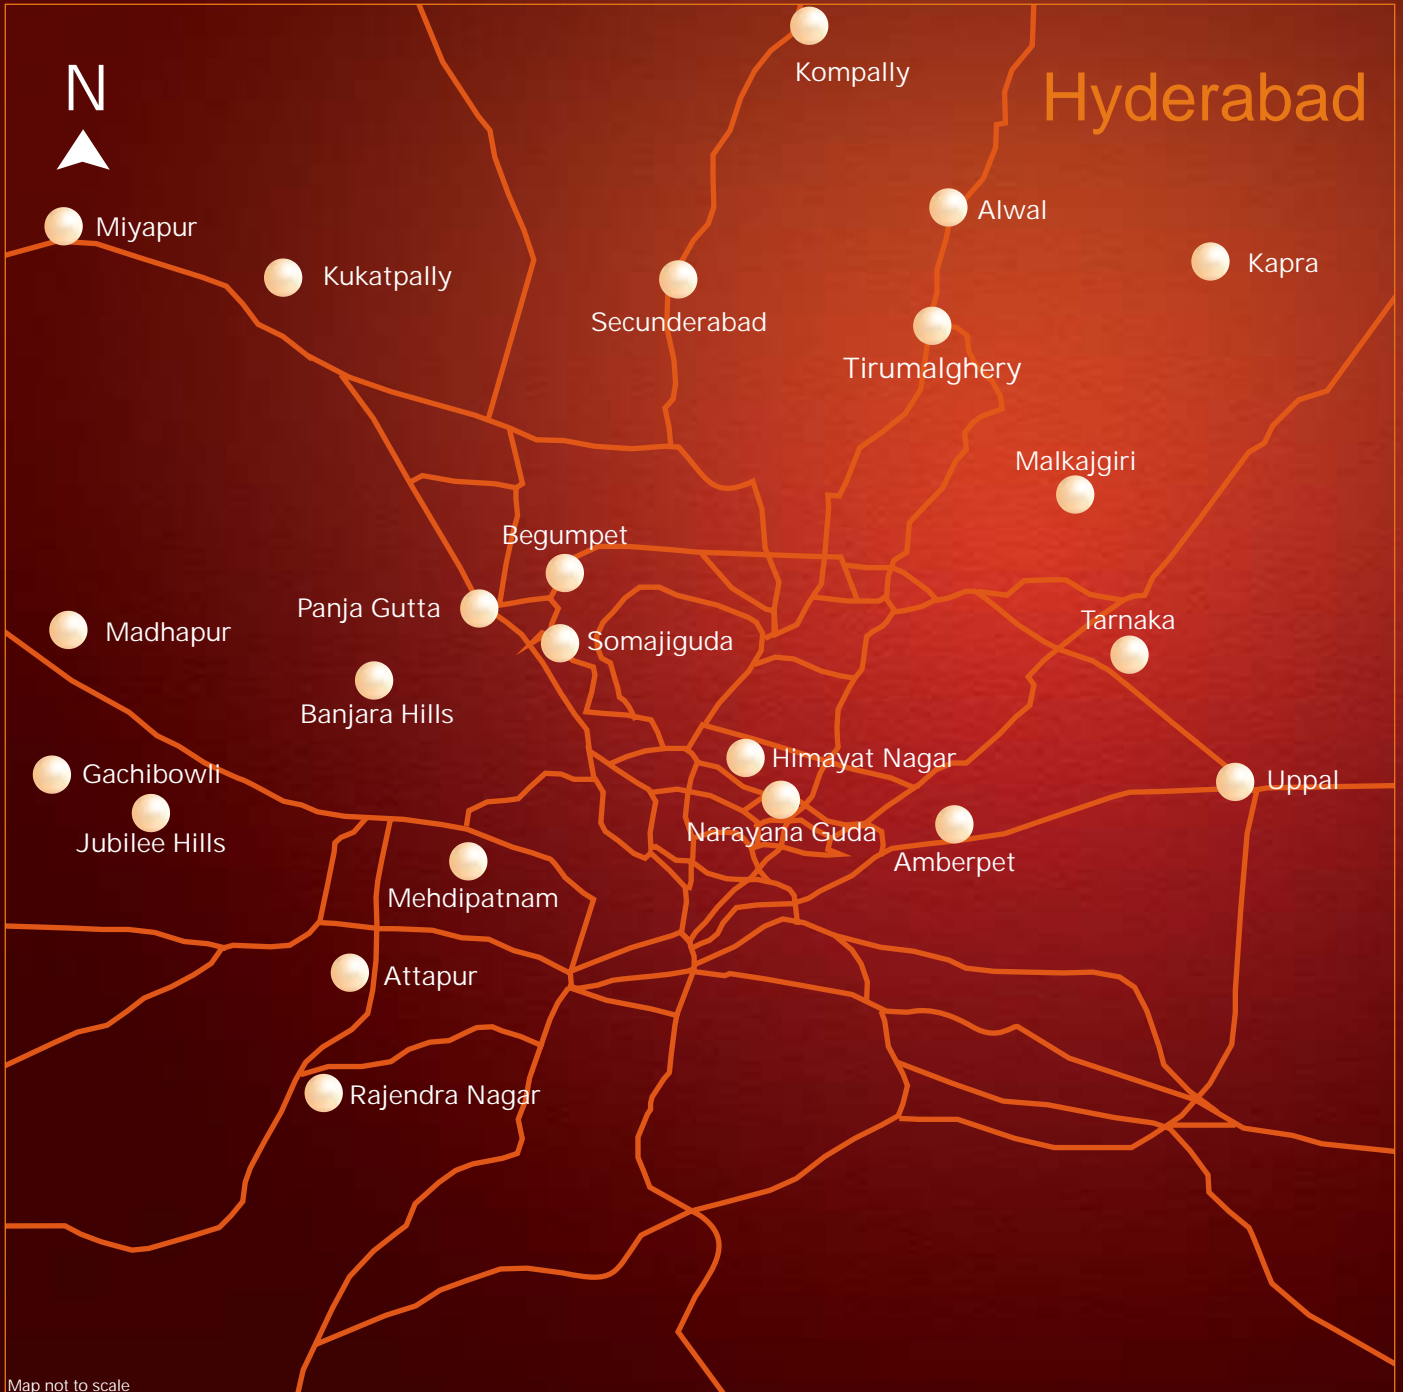 Kompally
N
Hyderabad
Alwal
Miyapur
Kapra
Kukatpally
Secunderabad
Tirumalghery
Malkajgiri
Begumpet
Panja Gutta
Tarnaka
Madhapur
Somajiguda
Banjara Hills
Himayat Nagar
Gachibowli
Uppal
Narayana Guda
Jubilee Hills
Amberpet
Mehdipatnam
Attapur
Rajendra Nagar
Map not to scale